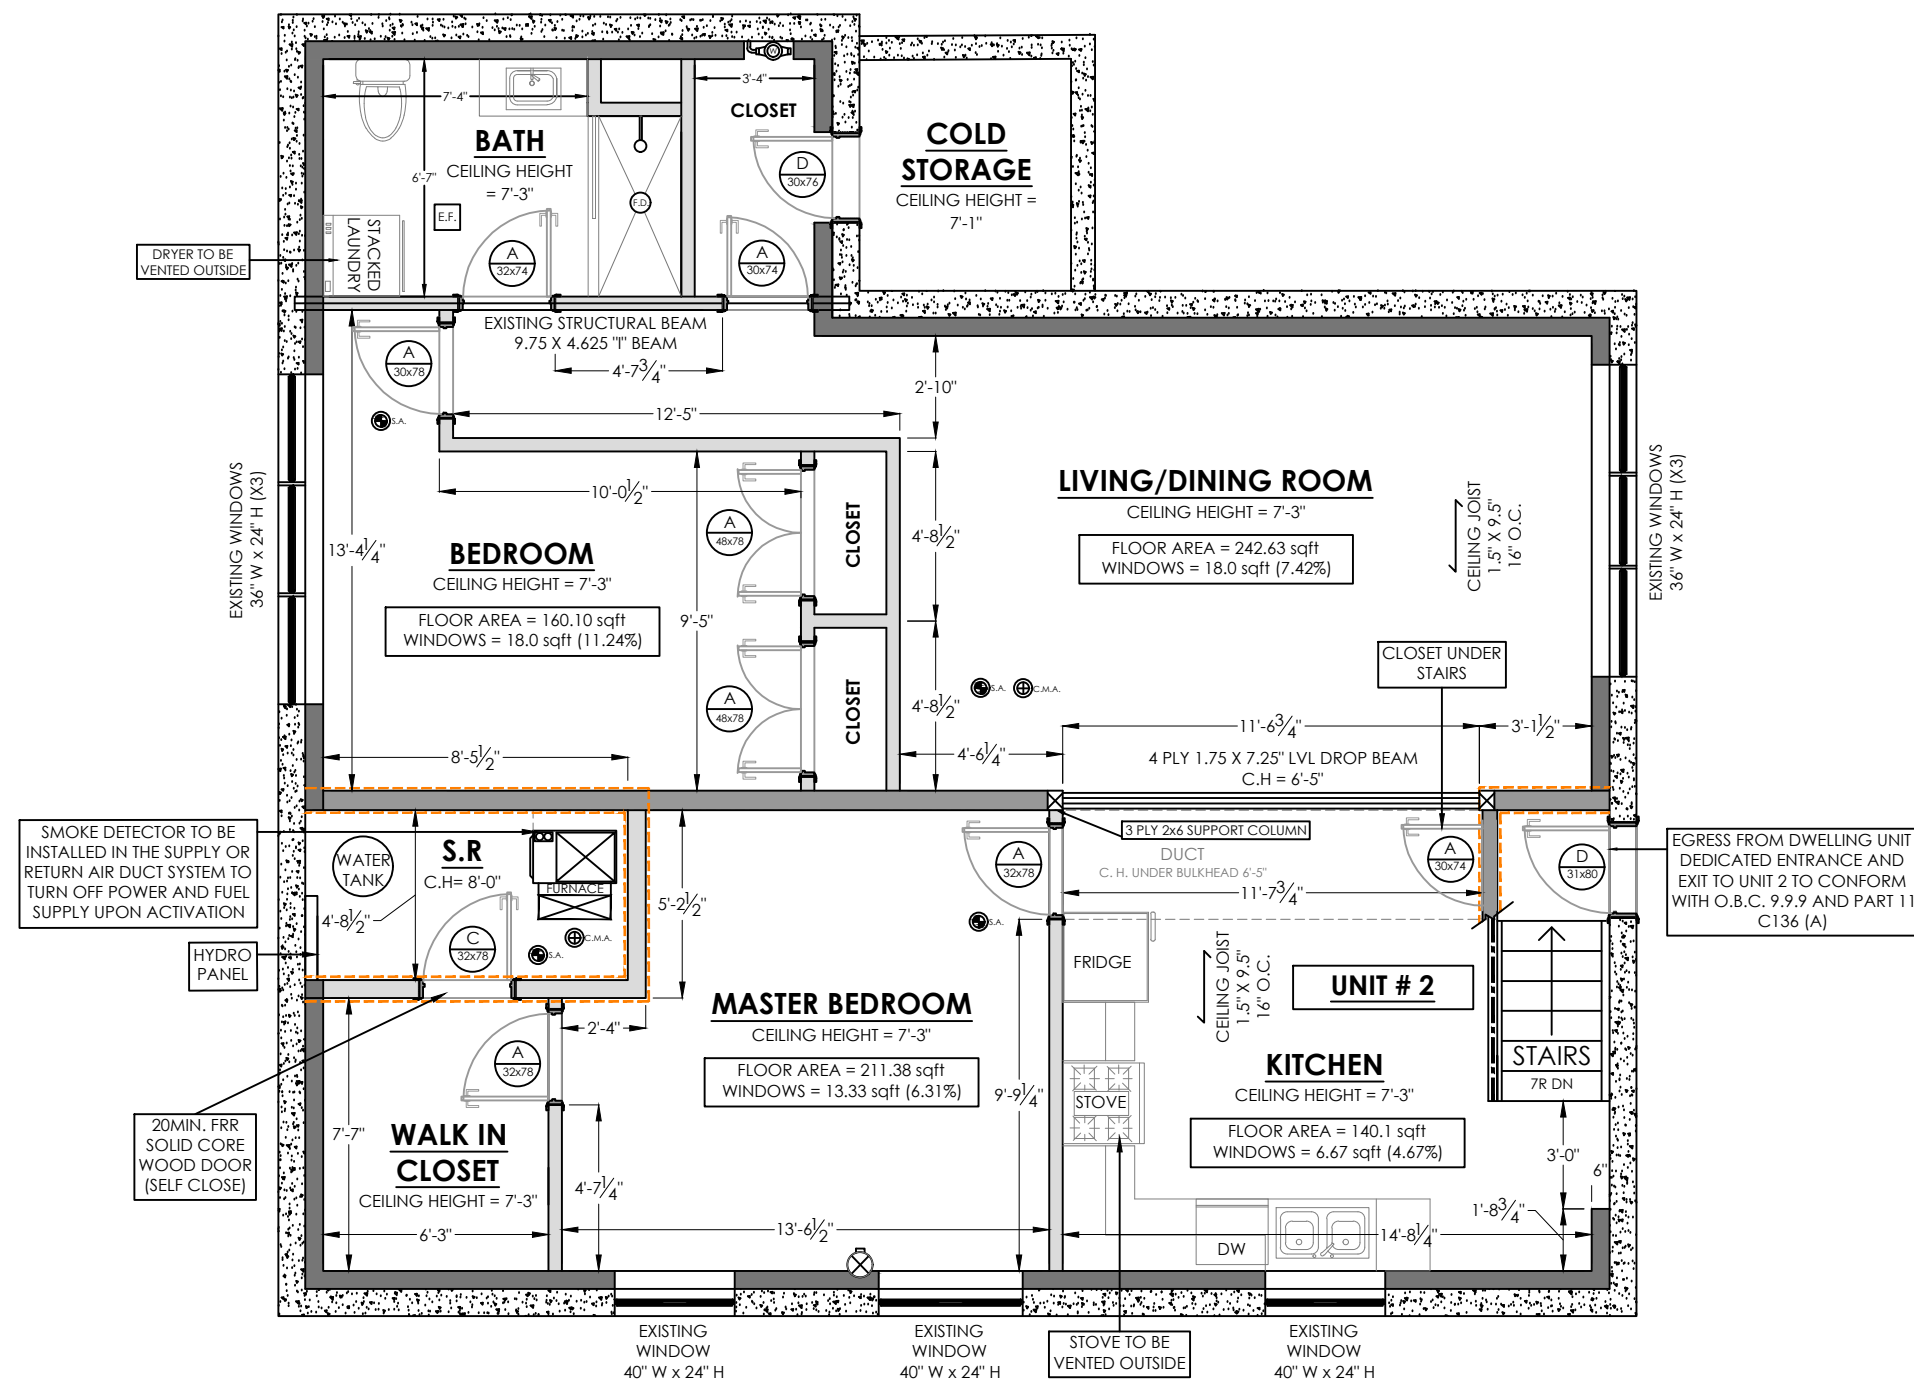 3'-4"
CLOSET
7'-4"
BATH
CEILING HEIGHT
= 7'-3"
6'-7"
E.F.
F.D.
STACKED
LAUNDRY
A
32x74
A
30x74
D
30x76
W
COLD
STORAGE
CEILING HEIGHT =
7'-1"
DRYER TO BE
VENTED OUTSIDE
EXISTING STRUCTURAL BEAM
9.75 X 4.625 "I" BEAM
4'-7 3/4"
A
30x78
S.A.
12'-5"
2'-10"
EXISTING WINDOWS
36" W x 24" H (X3)
13'-4 1/4"
10'-0 1/2"
BEDROOM
CEILING HEIGHT = 7'-3"
FLOOR AREA = 160.10 sqft
WINDOWS = 18.0 sqft (11.24%)
9'-5"
A
48x78
CLOSET
A
48x78
CLOSET
4'-8 1/2"
4'-8 1/2"
8'-5 1/2"
LIVING/DINING ROOM
CEILING HEIGHT = 7'-3"
FLOOR AREA = 242.63 sqft
WINDOWS = 18.0 sqft (7.42%)
CEILING JOIST
1.5" X 9.5"
16" O.C.
EXISTING WINDOWS
36" W x 24" H (X3)
S.A.
C.M.A.
CLOSET UNDER
STAIRS
11'-6 3/4"
3'-1 1/2"
4'-6 1/4"
4 PLY 1.75 X 7.25" LVL DROP BEAM
C.H = 6'-5"
3 PLY 2x6 SUPPORT COLUMN
DUCT
C. H. UNDER BULKHEAD 6'-5"
11'-7 3/4"
A
30x74
D
31x80
EGRESS FROM DWELLING UNIT
DEDICATED ENTRANCE AND
EXIT TO UNIT 2 TO CONFORM
WITH O.B.C. 9.9.9 AND PART 11
C136 (A)
SMOKE DETECTOR TO BE
INSTALLED IN THE SUPPLY OR
RETURN AIR DUCT SYSTEM TO
TURN OFF POWER AND FUEL
SUPPLY UPON ACTIVATION
WATER
TANK
S.R
C.H= 8'-0"
FURNACE
4'-8 1/2"
C
32x78
C.M.A.
S.A.
5'-2 1/2"
HYDRO
PANEL
A
32x78
S.A.
FRIDGE
CEILING JOIST
1.5" X 9.5"
16" O.C.
UNIT # 2
STAIRS
7R DN
2'-4"
A
32x78
MASTER BEDROOM
CEILING HEIGHT = 7'-3"
FLOOR AREA = 211.38 sqft
WINDOWS = 13.33 sqft (6.31%)
9'-9 1/4"
STOVE
KITCHEN
CEILING HEIGHT = 7'-3"
FLOOR AREA = 140.1 sqft
WINDOWS = 6.67 sqft (4.67%)
3'-0"
6"
1'-8 3/4"
20MIN. FRR
SOLID CORE
WOOD DOOR
(SELF CLOSE)
7'-7"
WALK IN
CLOSET
CEILING HEIGHT = 7'-3"
4'-7 1/4"
6'-3"
13'-6 1/2"
14'-8 1/4"
DW
EXISTING
WINDOW
40" W x 24" H
EXISTING
WINDOW
40" W x 24" H
STOVE TO BE
VENTED OUTSIDE
EXISTING
WINDOW
40" W x 24" H